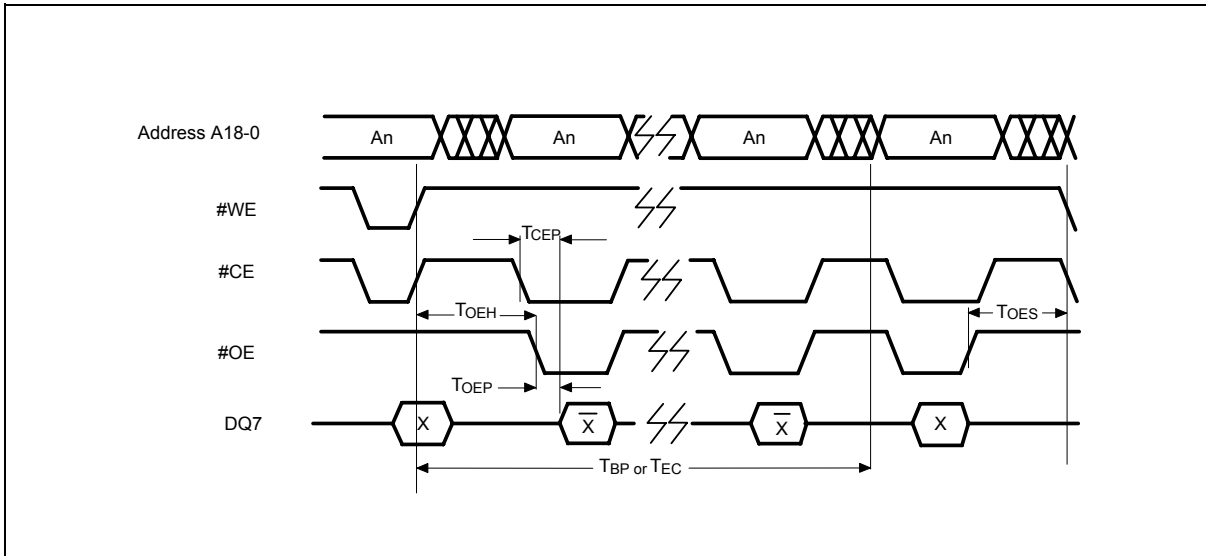 Address A18-0 An An An An
#WE
TCEP
#CE
TOEH TOES
#OE
TOEP
DQ7 X X̅ X̅ X
TBP or TEC